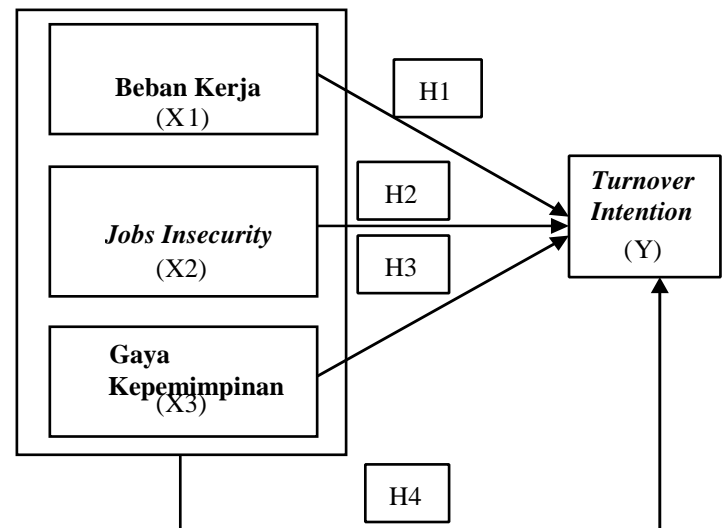 Beban Kerja
(X1)
H1
Jobs Insecurity
(X2)
H2
H3
Gaya
Kepemimpinan
(X3)
Turnover
Intention
(Y)
H4